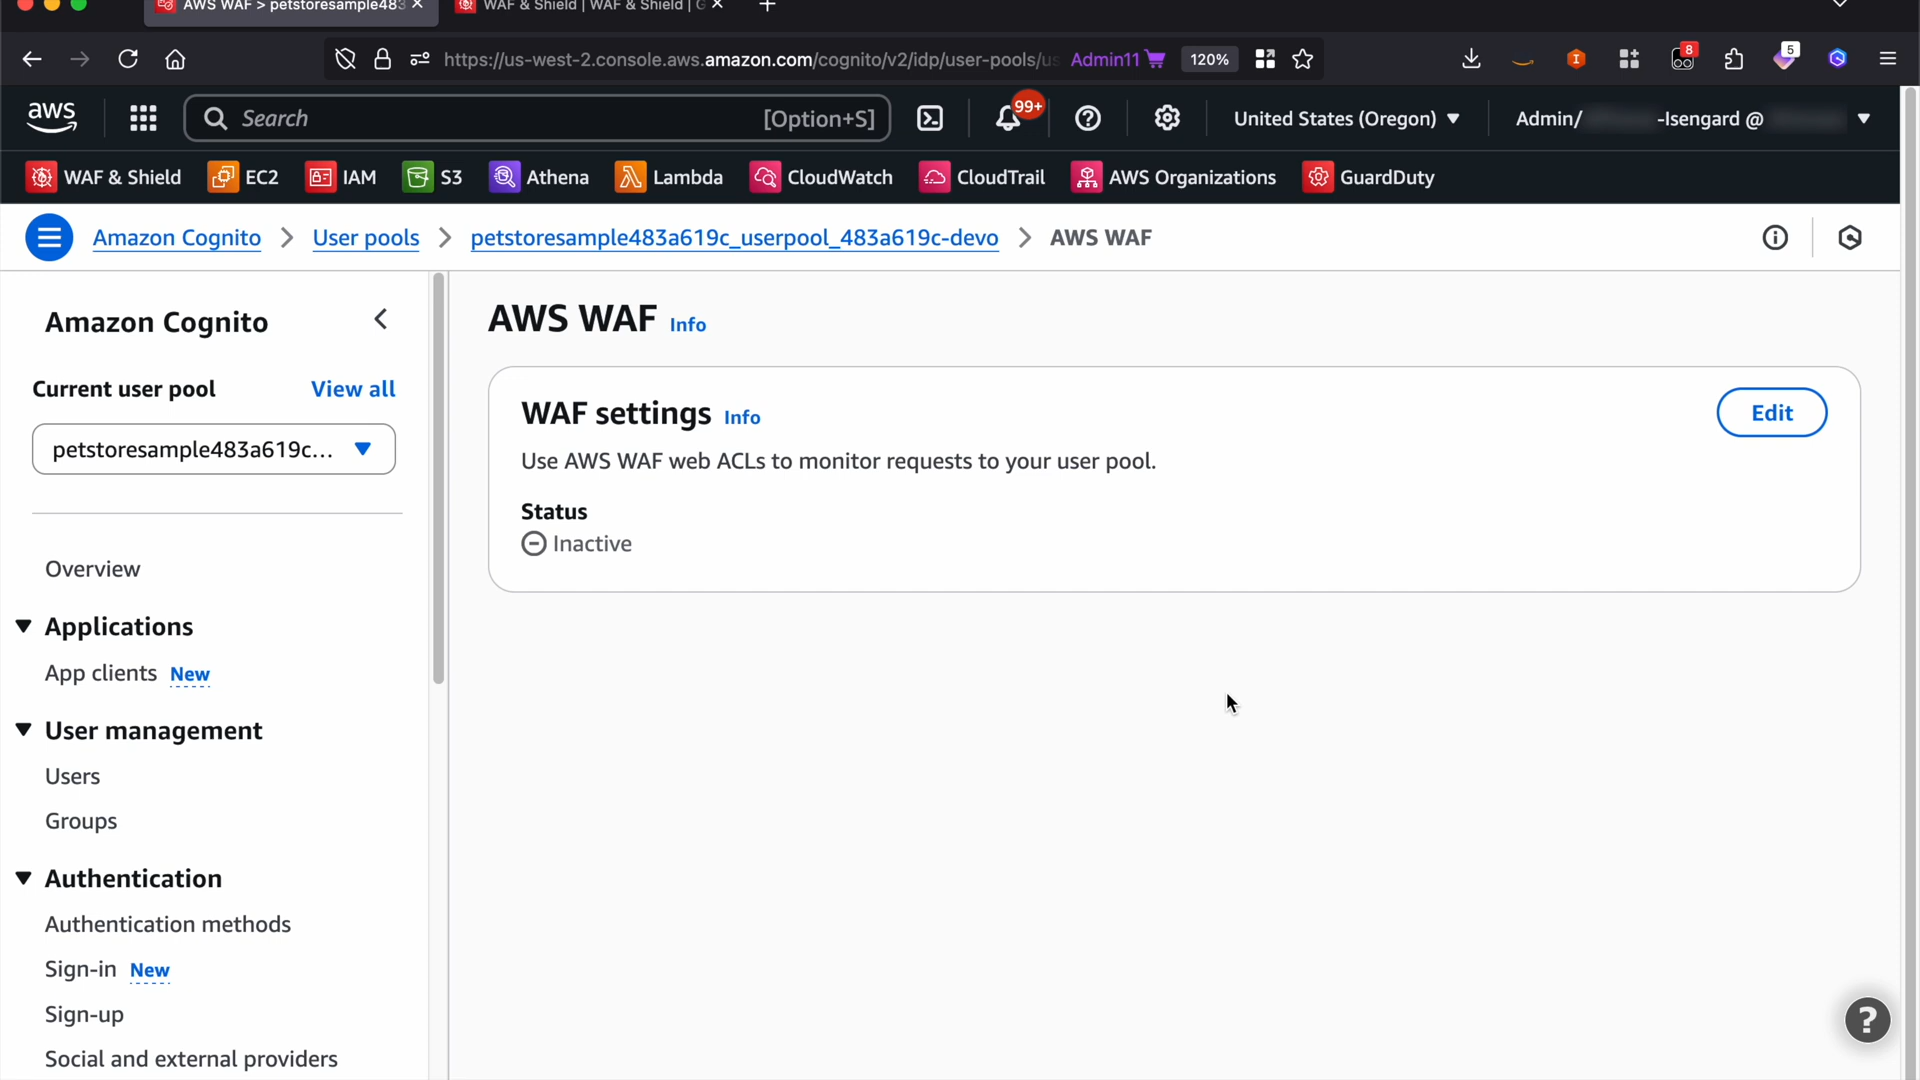 AWS WAF > petstoresample483
WAF & Shield | WAF & Shield | G
https://us-west-2.console.aws.amazon.com/cognito/v2/idp/user-pools/us
Admin11
120%
8
5
aws
Search
[Option+S]
99+
United States (Oregon)
Admin/
-Isengard @
WAF & Shield
EC2
IAM
S3
Athena
Lambda
CloudWatch
CloudTrail
AWS Organizations
GuardDuty
Amazon Cognito
User pools
petstoresample483a619c_userpool_483a619c-devo
AWS WAF
Amazon Cognito
Current user pool
View all
petstoresample483a619c...
Overview
Applications
App clients New
User management
Users
Groups
Authentication
Authentication methods
Sign-in New
Sign-up
Social and external providers
AWS WAF Info
WAF settings Info
Edit
Use AWS WAF web ACLs to monitor requests to your user pool.
Status
Inactive
?